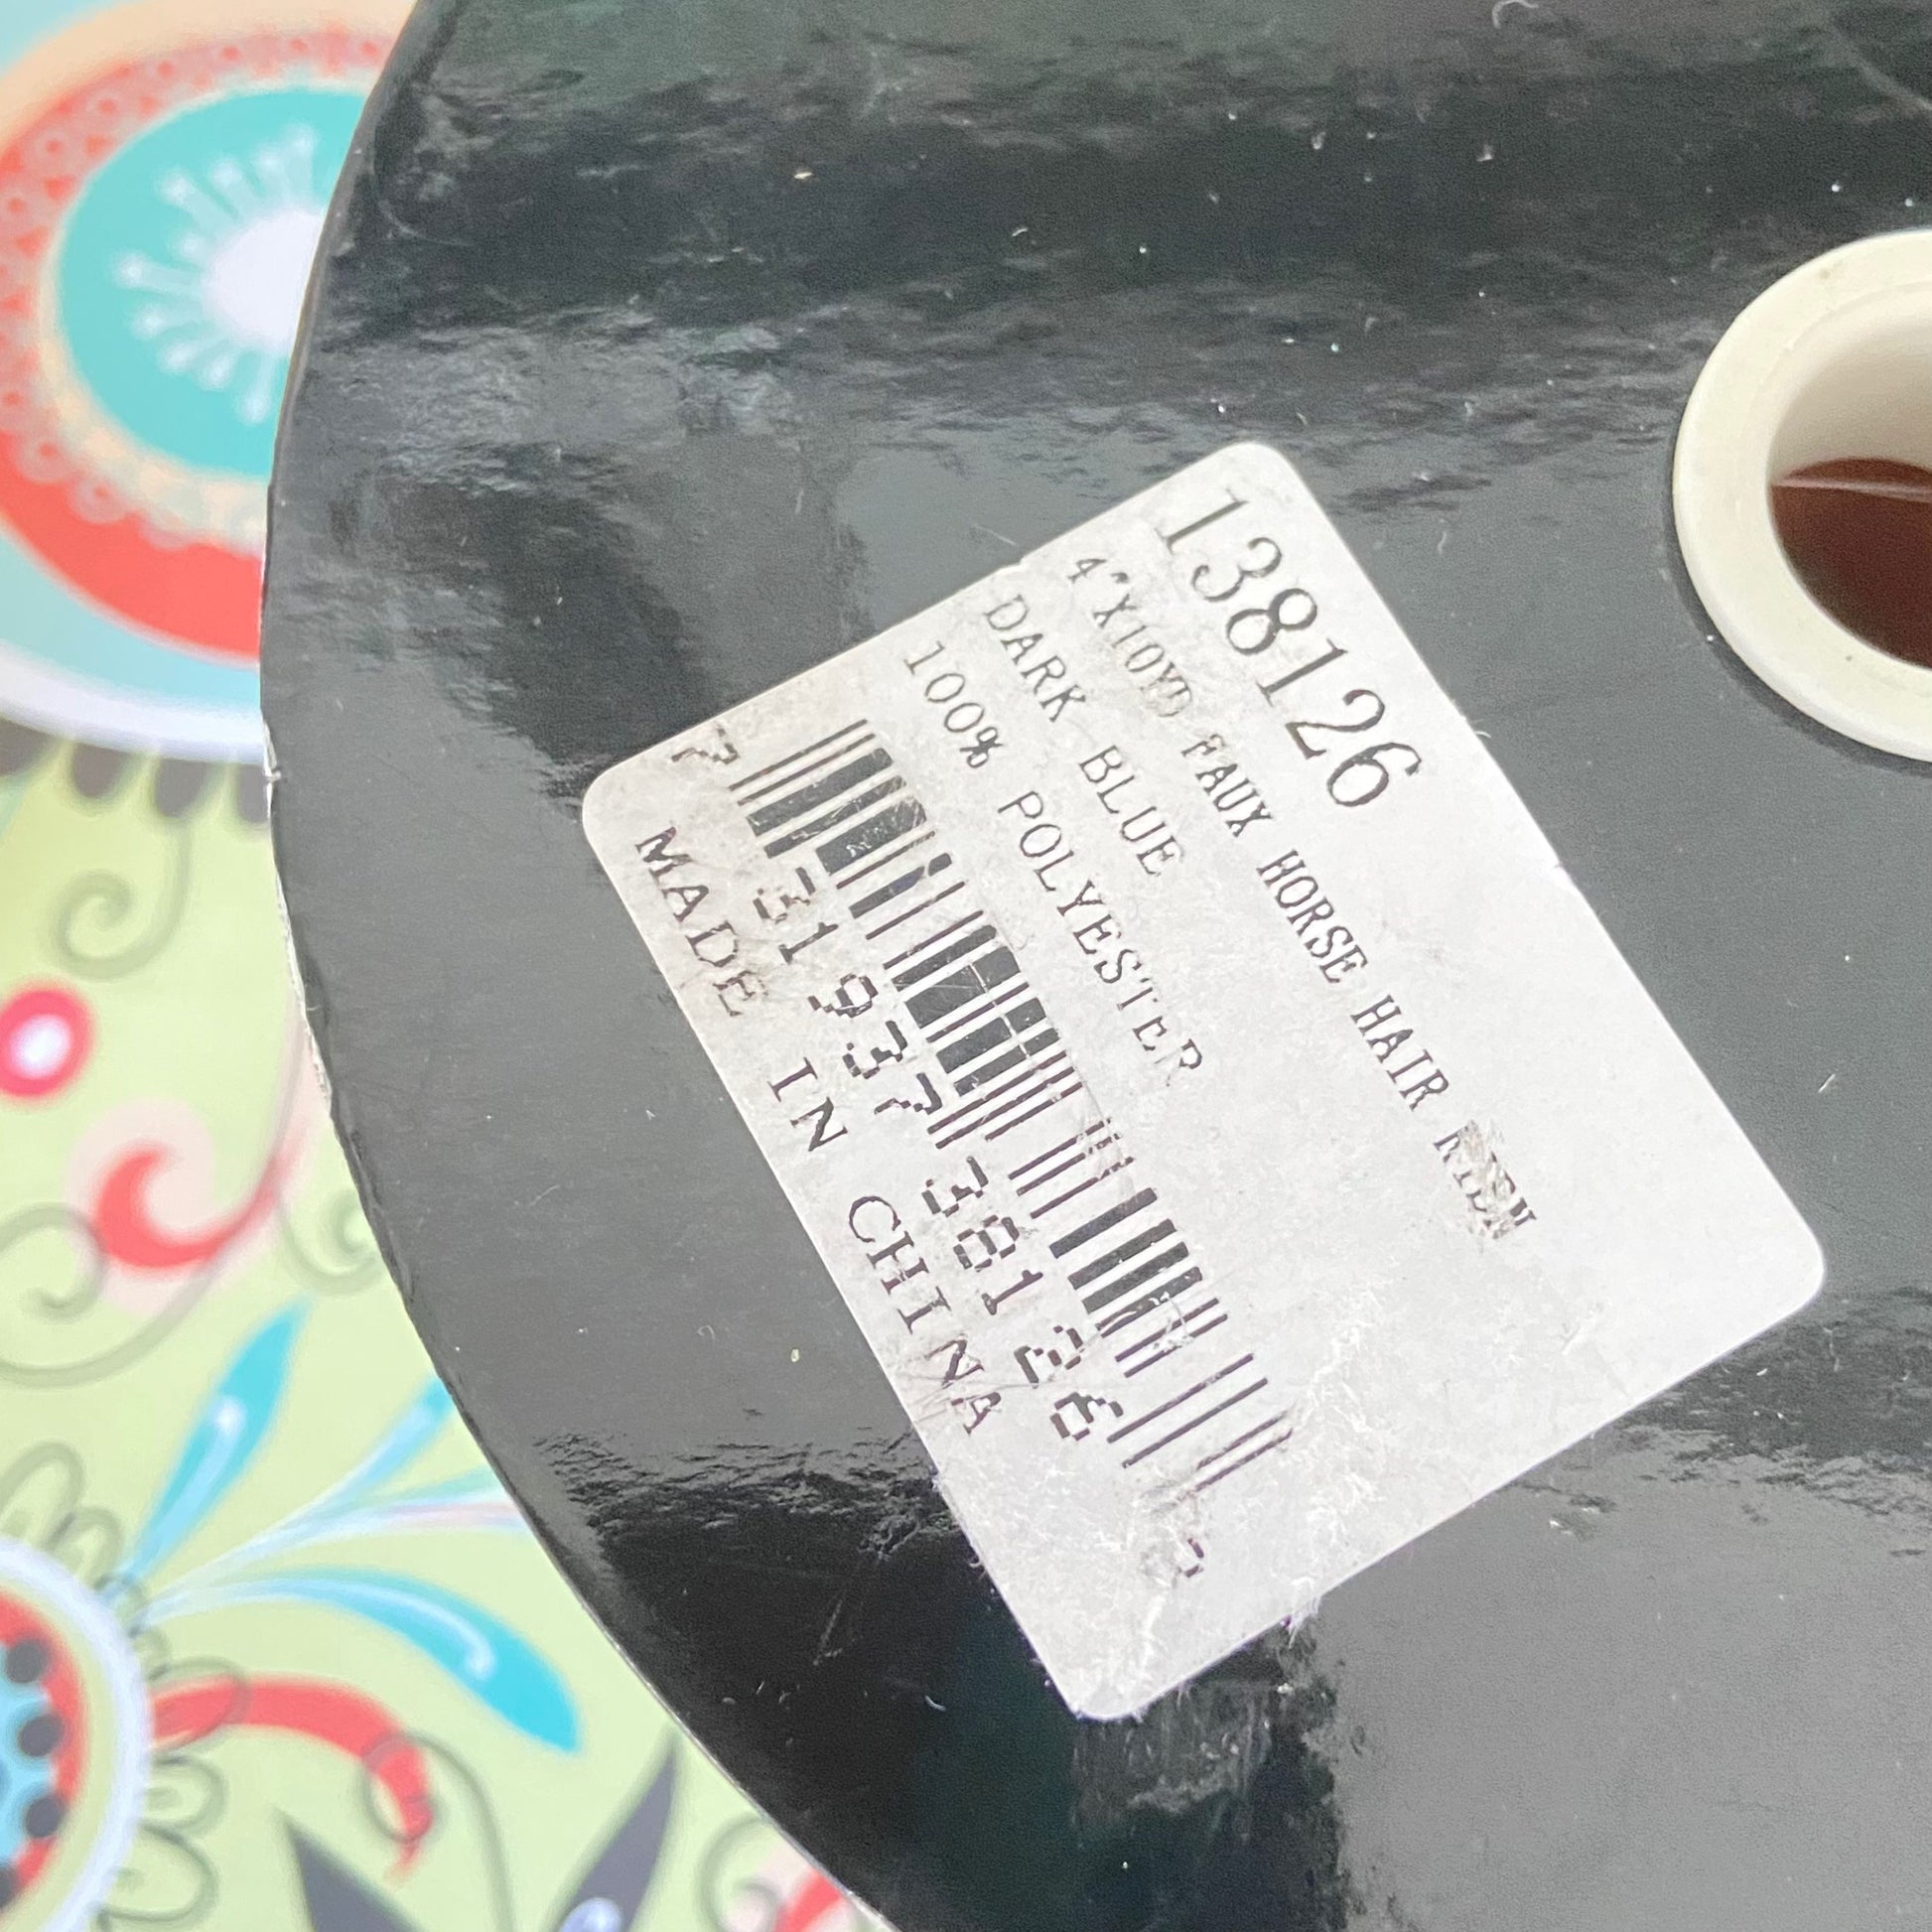 138126
4"X10YD FAUX HORSE HAIR
DARK BLUE
100% POLYESTER
7 31937 38126
MADE IN CHINA